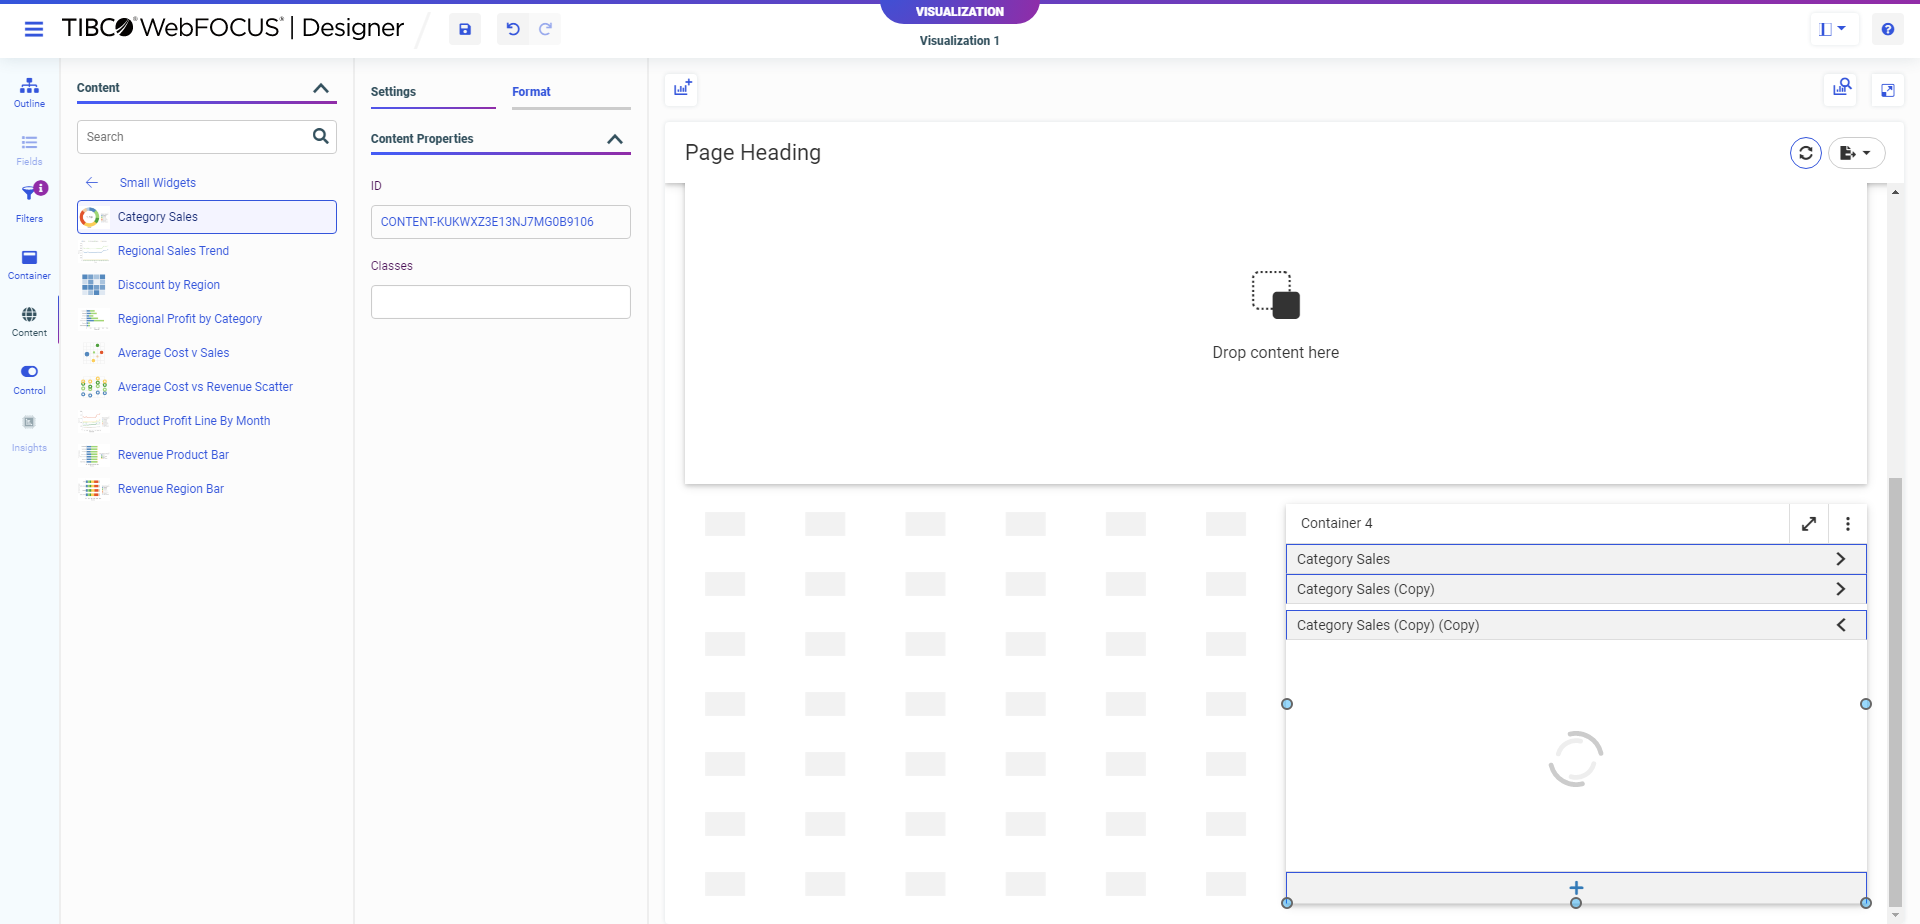 VISUALIZATION
TIBCO® WebFOCUS® | Designer
Visualization 1
Outline
Fields
Filters
Container
Content
Control
Insights
Content
Search
Small Widgets
Category Sales
Regional Sales Trend
Discount by Region
Regional Profit by Category
Average Cost v Sales
Average Cost vs Revenue Scatter
Product Profit Line By Month
Revenue Product Bar
Revenue Region Bar
Settings
Format
Content Properties
ID
CONTENT-KUKWXZ3E13NJ7MG0B9106
Classes
Page Heading
Drop content here
Container 4
Category Sales
Category Sales (Copy)
Category Sales (Copy) (Copy)